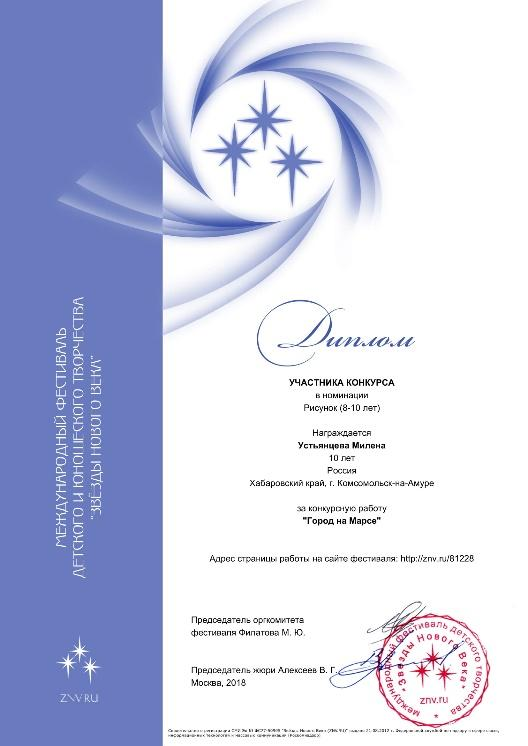 МЕЖДУНАРОДНЫЙ ФЕСТИВАЛЬ
ДЕТСКОГО И ЮНОШЕСКОГО ТВОРЧЕСТВА
"ЗВЁЗДЫ НОВОГО ВЕКА"
ZNV.RU
Диплом
УЧАСТНИКА КОНКУРСА
в номинации
Рисунок (8-10 лет)
Награждается
Устьянцева Милена
10 лет
Россия
Хабаровский край, г. Комсомольск-на-Амуре
за конкурсную работу
"Город на Марсе"
Адрес страницы работы на сайте фестиваля: http://znv.ru/81228
Председатель оргкомитета
фестиваля Филатова М. Ю.
Председатель жюри Алексеев В. Г.
Москва, 2018
международный фестиваль детского творчества
Звезды Нового Века
znv.ru